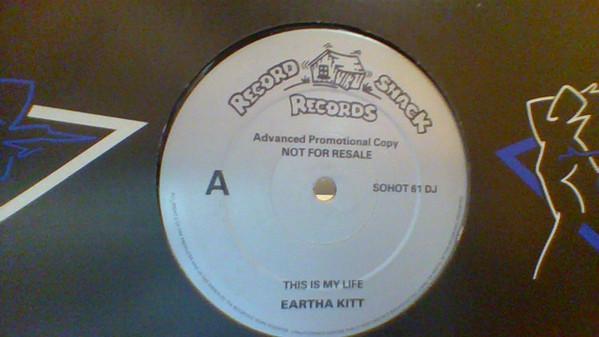 RECORD SHACK
RECORDS
Advanced Promotional Copy
NOT FOR RESALE
A
SOHOT 61 DJ
THIS IS MY LIFE
EARTHA KITT